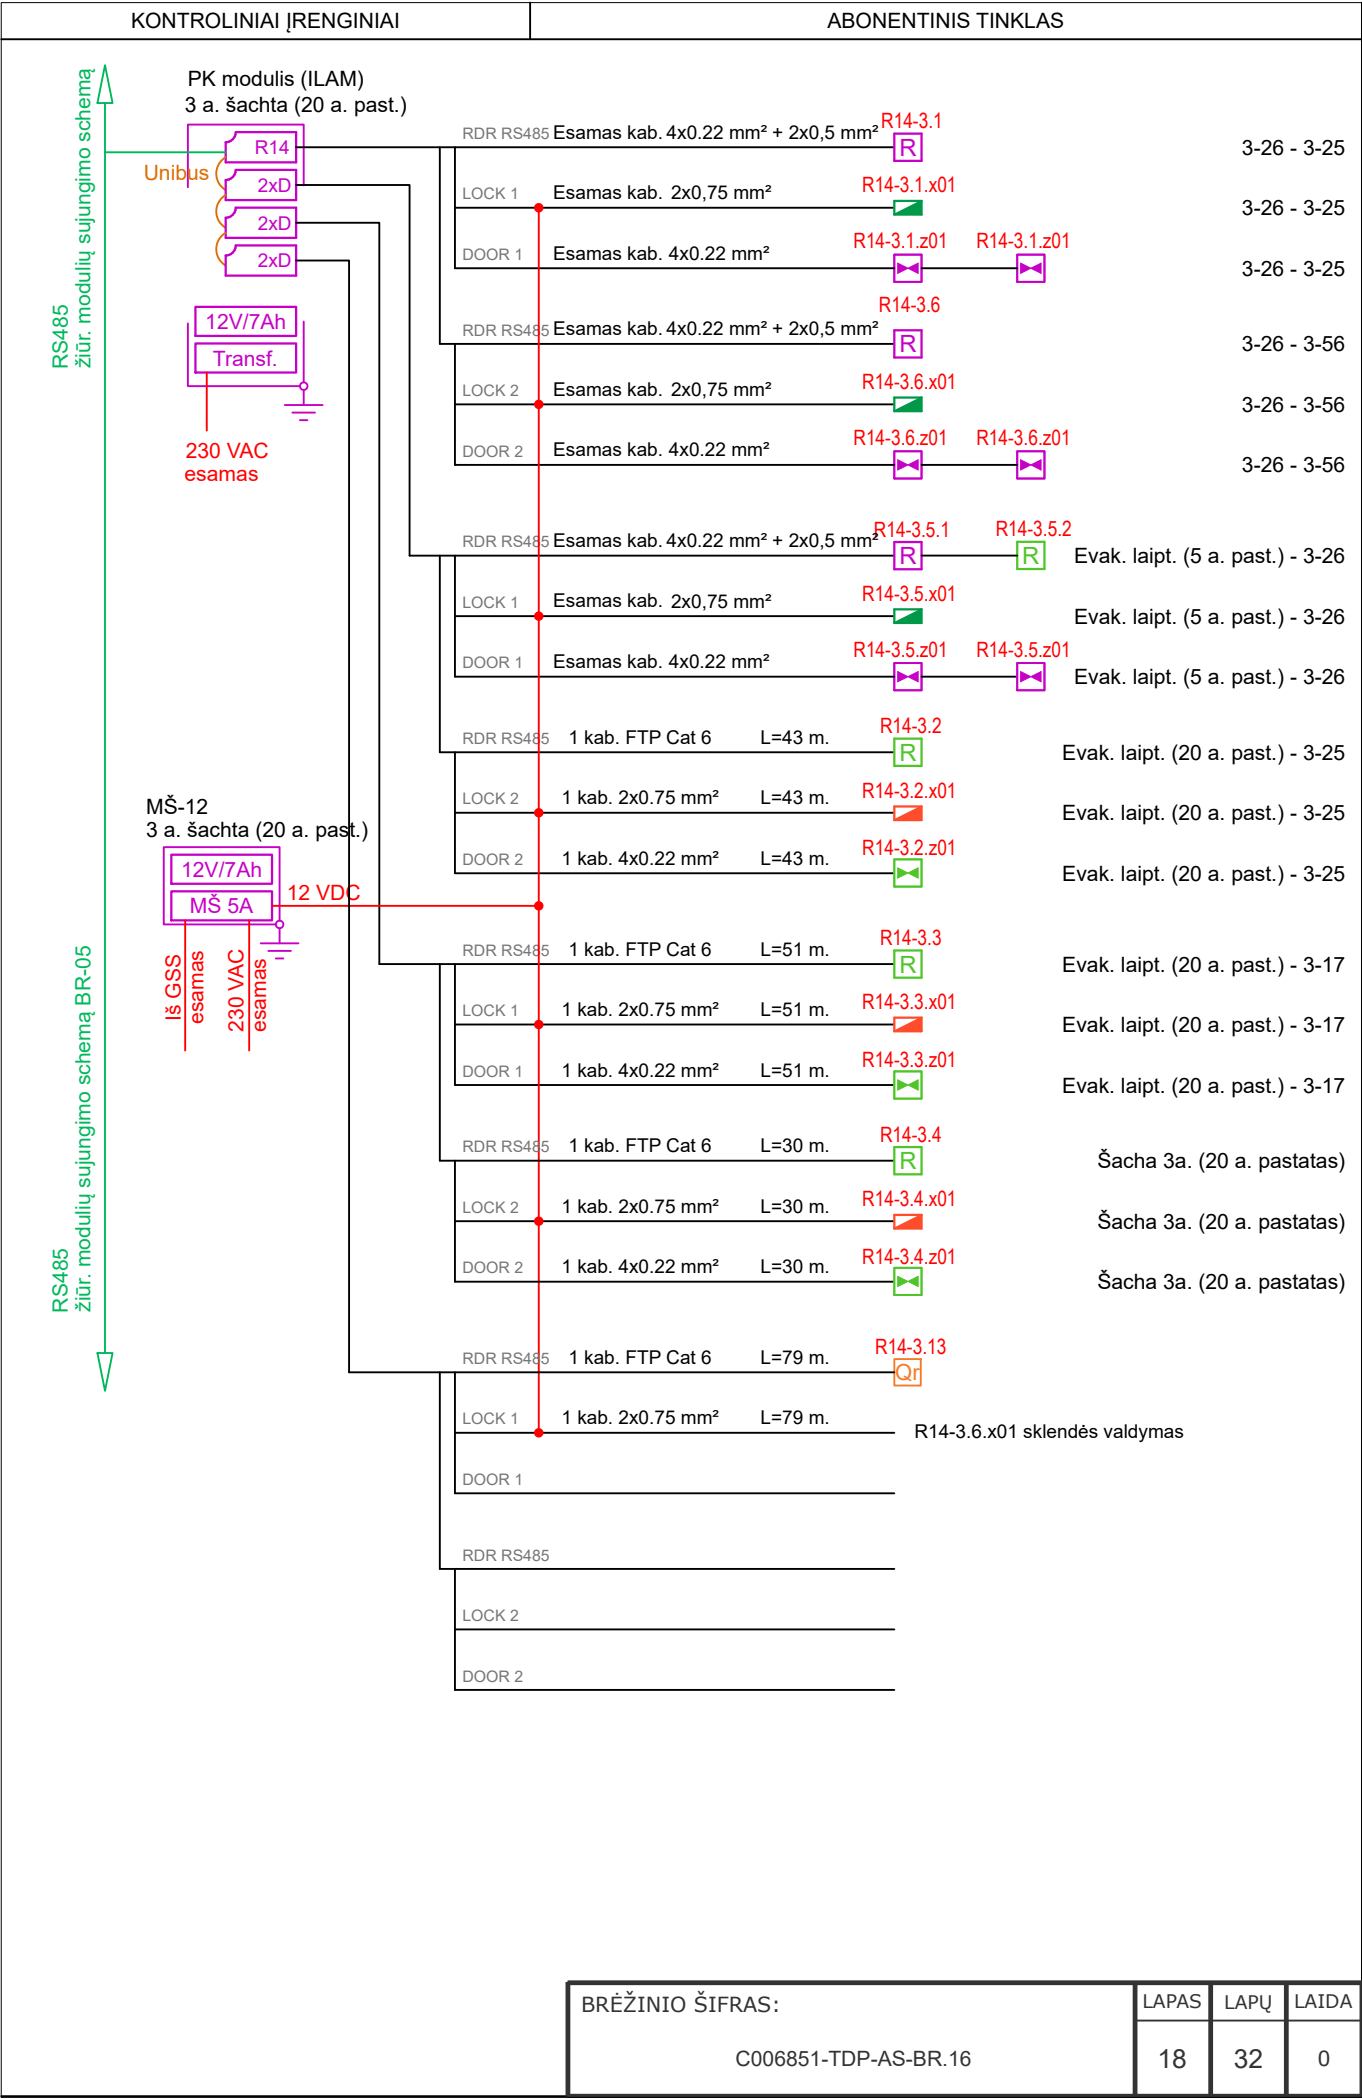 KONTROLINIAI ĮRENGINIAI
ABONENTINIS TINKLAS
RS485
žiūr. modulių sujungimo schemą
PK modulis (ILAM)
3 a. šachta (20 a. past.)
R14
Unibus
2xD
2xD
2xD
12V/7Ah
Transf.
230 VAC
esamas
RDR RS485 Esamas kab. 4x0.22 mm² + 2x0,5 mm² R14-3.1
R
3-26 - 3-25
LOCK 1 Esamas kab. 2x0,75 mm² R14-3.1.x01
3-26 - 3-25
DOOR 1 Esamas kab. 4x0.22 mm² R14-3.1.z01 R14-3.1.z01
3-26 - 3-25
RDR RS485 Esamas kab. 4x0.22 mm² + 2x0,5 mm² R14-3.6
R
3-26 - 3-56
LOCK 2 Esamas kab. 2x0,75 mm² R14-3.6.x01
3-26 - 3-56
DOOR 2 Esamas kab. 4x0.22 mm² R14-3.6.z01 R14-3.6.z01
3-26 - 3-56
RDR RS485 Esamas kab. 4x0.22 mm² + 2x0,5 mm² R14-3.5.1 R14-3.5.2
R R
Evak. laipt. (5 a. past.) - 3-26
LOCK 1 Esamas kab. 2x0,75 mm² R14-3.5.x01
Evak. laipt. (5 a. past.) - 3-26
DOOR 1 Esamas kab. 4x0.22 mm² R14-3.5.z01 R14-3.5.z01
Evak. laipt. (5 a. past.) - 3-26
RDR RS485 1 kab. FTP Cat 6 L=43 m. R14-3.2
R
Evak. laipt. (20 a. past.) - 3-25
LOCK 2 1 kab. 2x0.75 mm² L=43 m. R14-3.2.x01
Evak. laipt. (20 a. past.) - 3-25
DOOR 2 1 kab. 4x0.22 mm² L=43 m. R14-3.2.z01
Evak. laipt. (20 a. past.) - 3-25
MŠ-12
3 a. šachta (20 a. past.)
12V/7Ah
MŠ 5A
12 VDC
Iš GSS
esamas
230 VAC
esamas
RS485
žiūr. modulių sujungimo schemą BR-05
RDR RS485 1 kab. FTP Cat 6 L=51 m. R14-3.3
R
Evak. laipt. (20 a. past.) - 3-17
LOCK 1 1 kab. 2x0.75 mm² L=51 m. R14-3.3.x01
Evak. laipt. (20 a. past.) - 3-17
DOOR 1 1 kab. 4x0.22 mm² L=51 m. R14-3.3.z01
Evak. laipt. (20 a. past.) - 3-17
RDR RS485 1 kab. FTP Cat 6 L=30 m. R14-3.4
R
Šacha 3a. (20 a. pastatas)
LOCK 2 1 kab. 2x0.75 mm² L=30 m. R14-3.4.x01
Šacha 3a. (20 a. pastatas)
DOOR 2 1 kab. 4x0.22 mm² L=30 m. R14-3.4.z01
Šacha 3a. (20 a. pastatas)
RDR RS485 1 kab. FTP Cat 6 L=79 m. R14-3.13
Qr
LOCK 1 1 kab. 2x0.75 mm² L=79 m.
R14-3.6.x01 sklendės valdymas
DOOR 1
RDR RS485
LOCK 2
DOOR 2
BRĖŽINIO ŠIFRAS:
C006851-TDP-AS-BR.16
LAPAS LAPŲ LAIDA
18 32 0